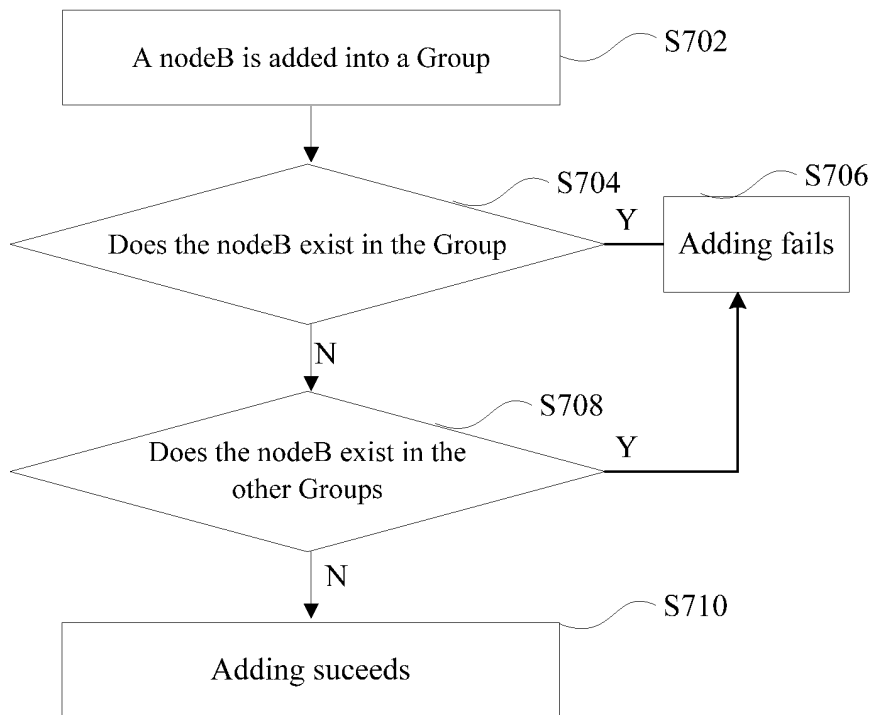 A nodeB is added into a Group
S702
S704
S706
Does the nodeB exist in the Group
Y
Adding fails
N
S708
Does the nodeB exist in the
other Groups
Y
N
S710
Adding suceeds